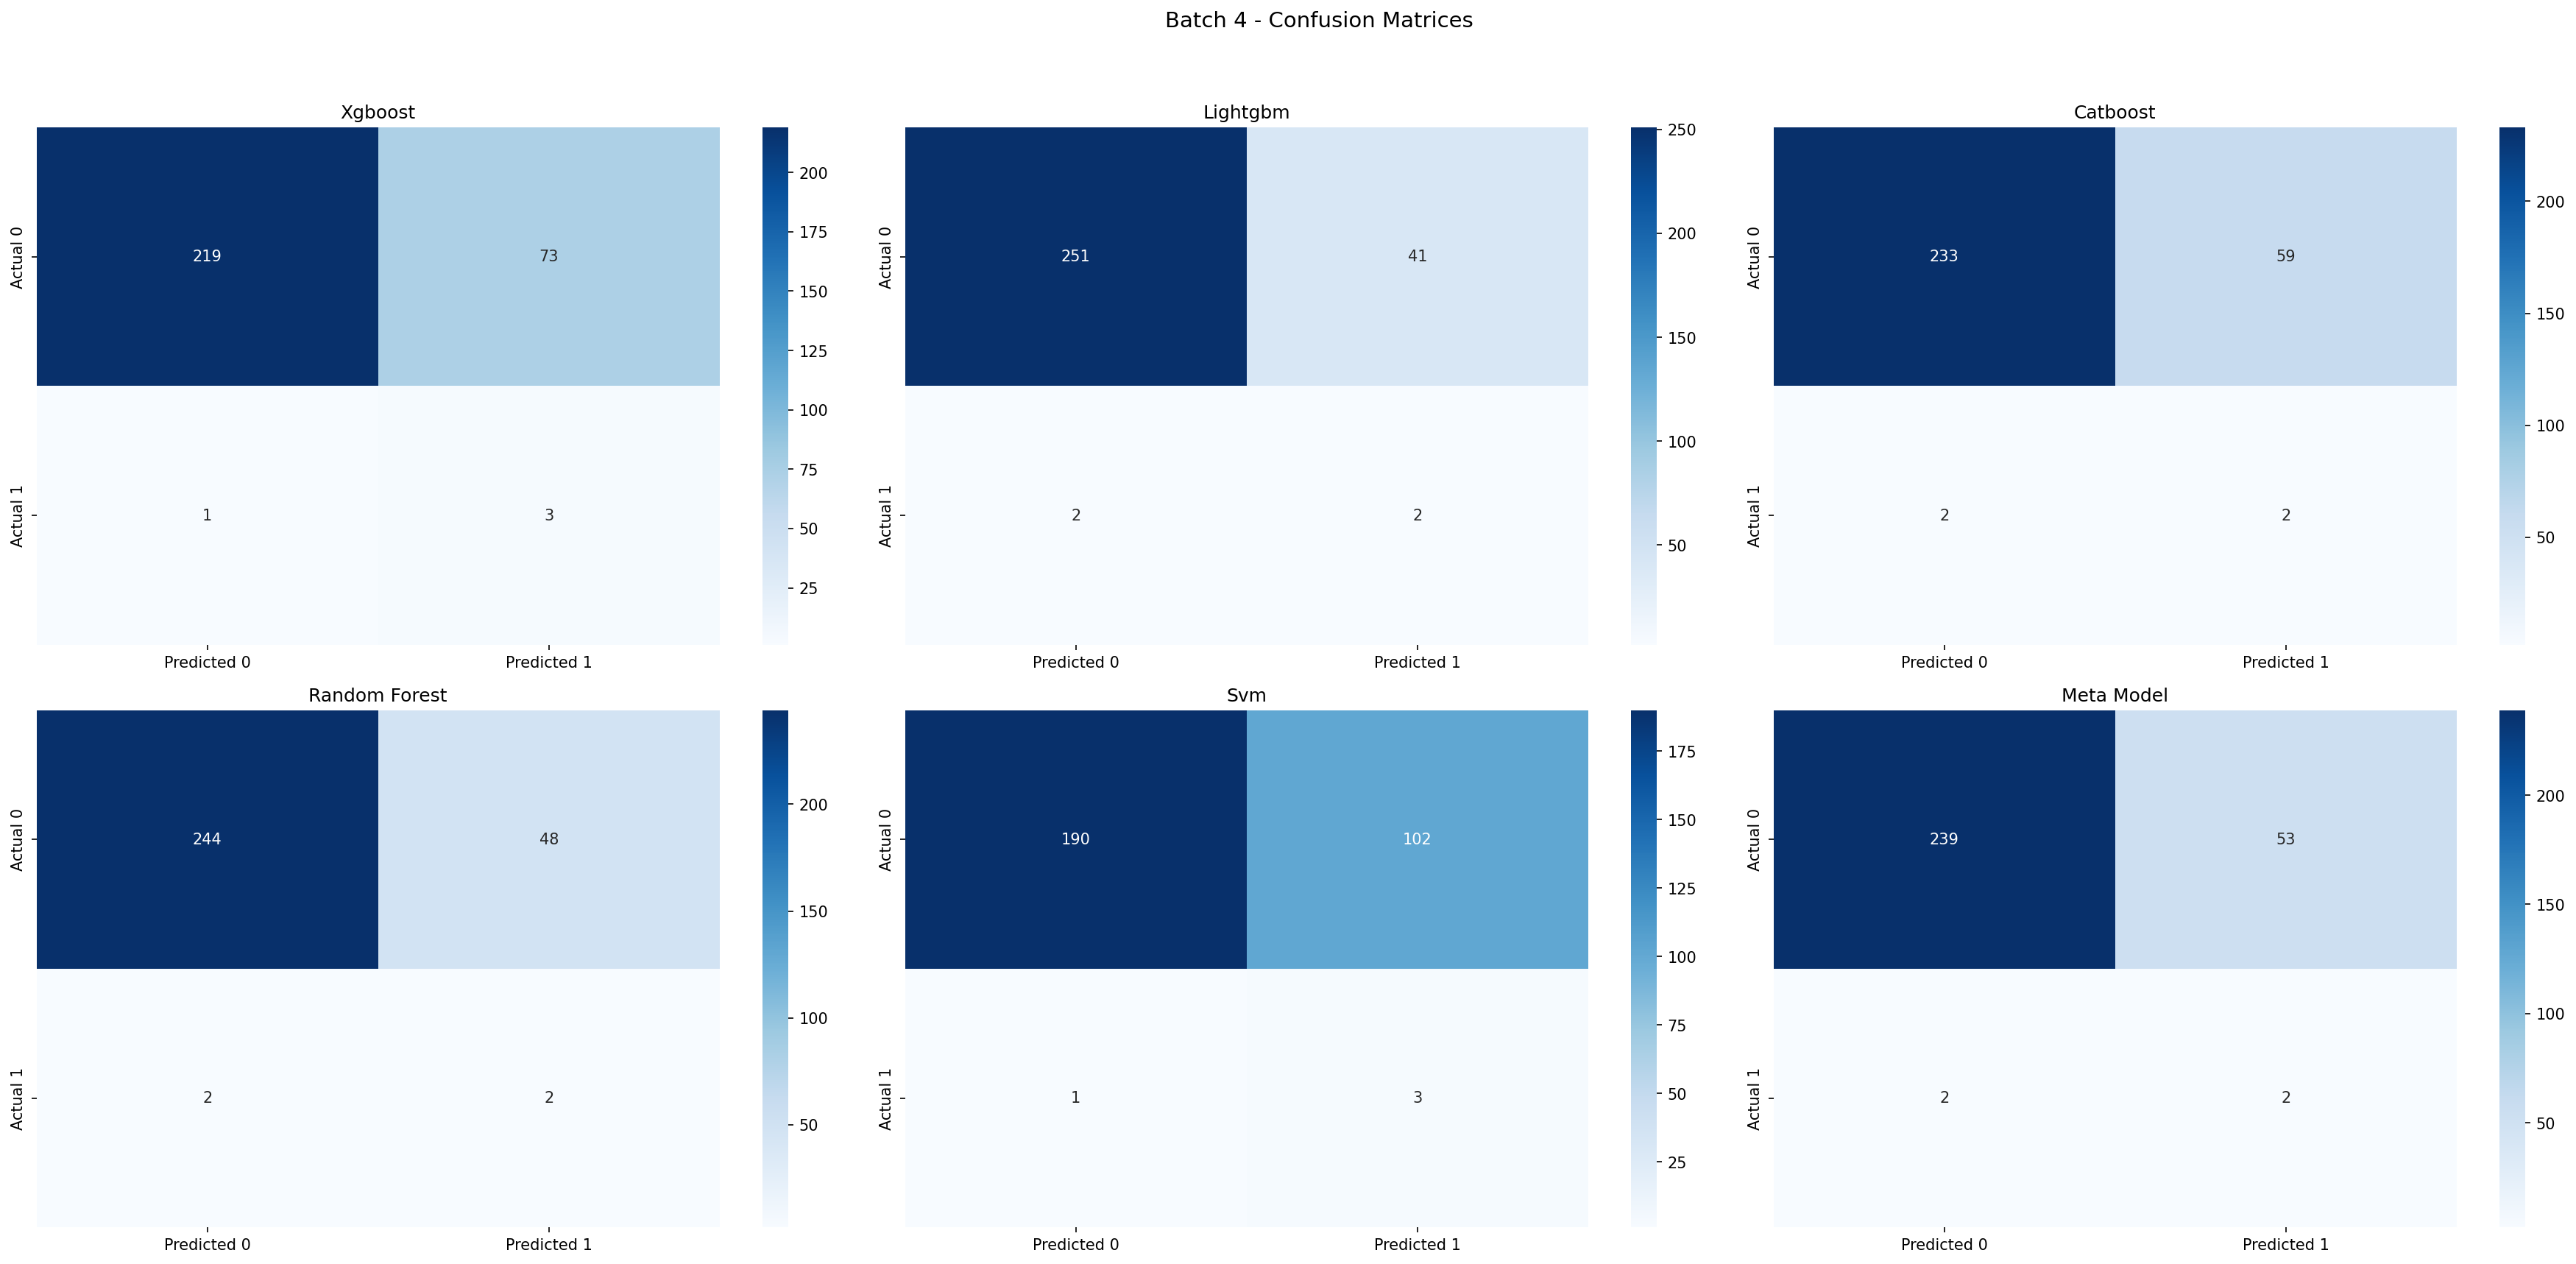 Batch 4 - Confusion Matrices
Xgboost
Actual 0
219
73
Actual 1
1
3
Predicted 0
Predicted 1
200
175
150
125
100
75
50
25
Lightgbm
Actual 0
251
41
Actual 1
2
2
Predicted 0
Predicted 1
250
200
150
100
50
Catboost
Actual 0
233
59
Actual 1
2
2
Predicted 0
Predicted 1
200
150
100
50
Random Forest
Actual 0
244
48
Actual 1
2
2
Predicted 0
Predicted 1
200
150
100
50
Svm
Actual 0
190
102
Actual 1
1
3
Predicted 0
Predicted 1
175
150
125
100
75
50
25
Meta Model
Actual 0
239
53
Actual 1
2
2
Predicted 0
Predicted 1
200
150
100
50